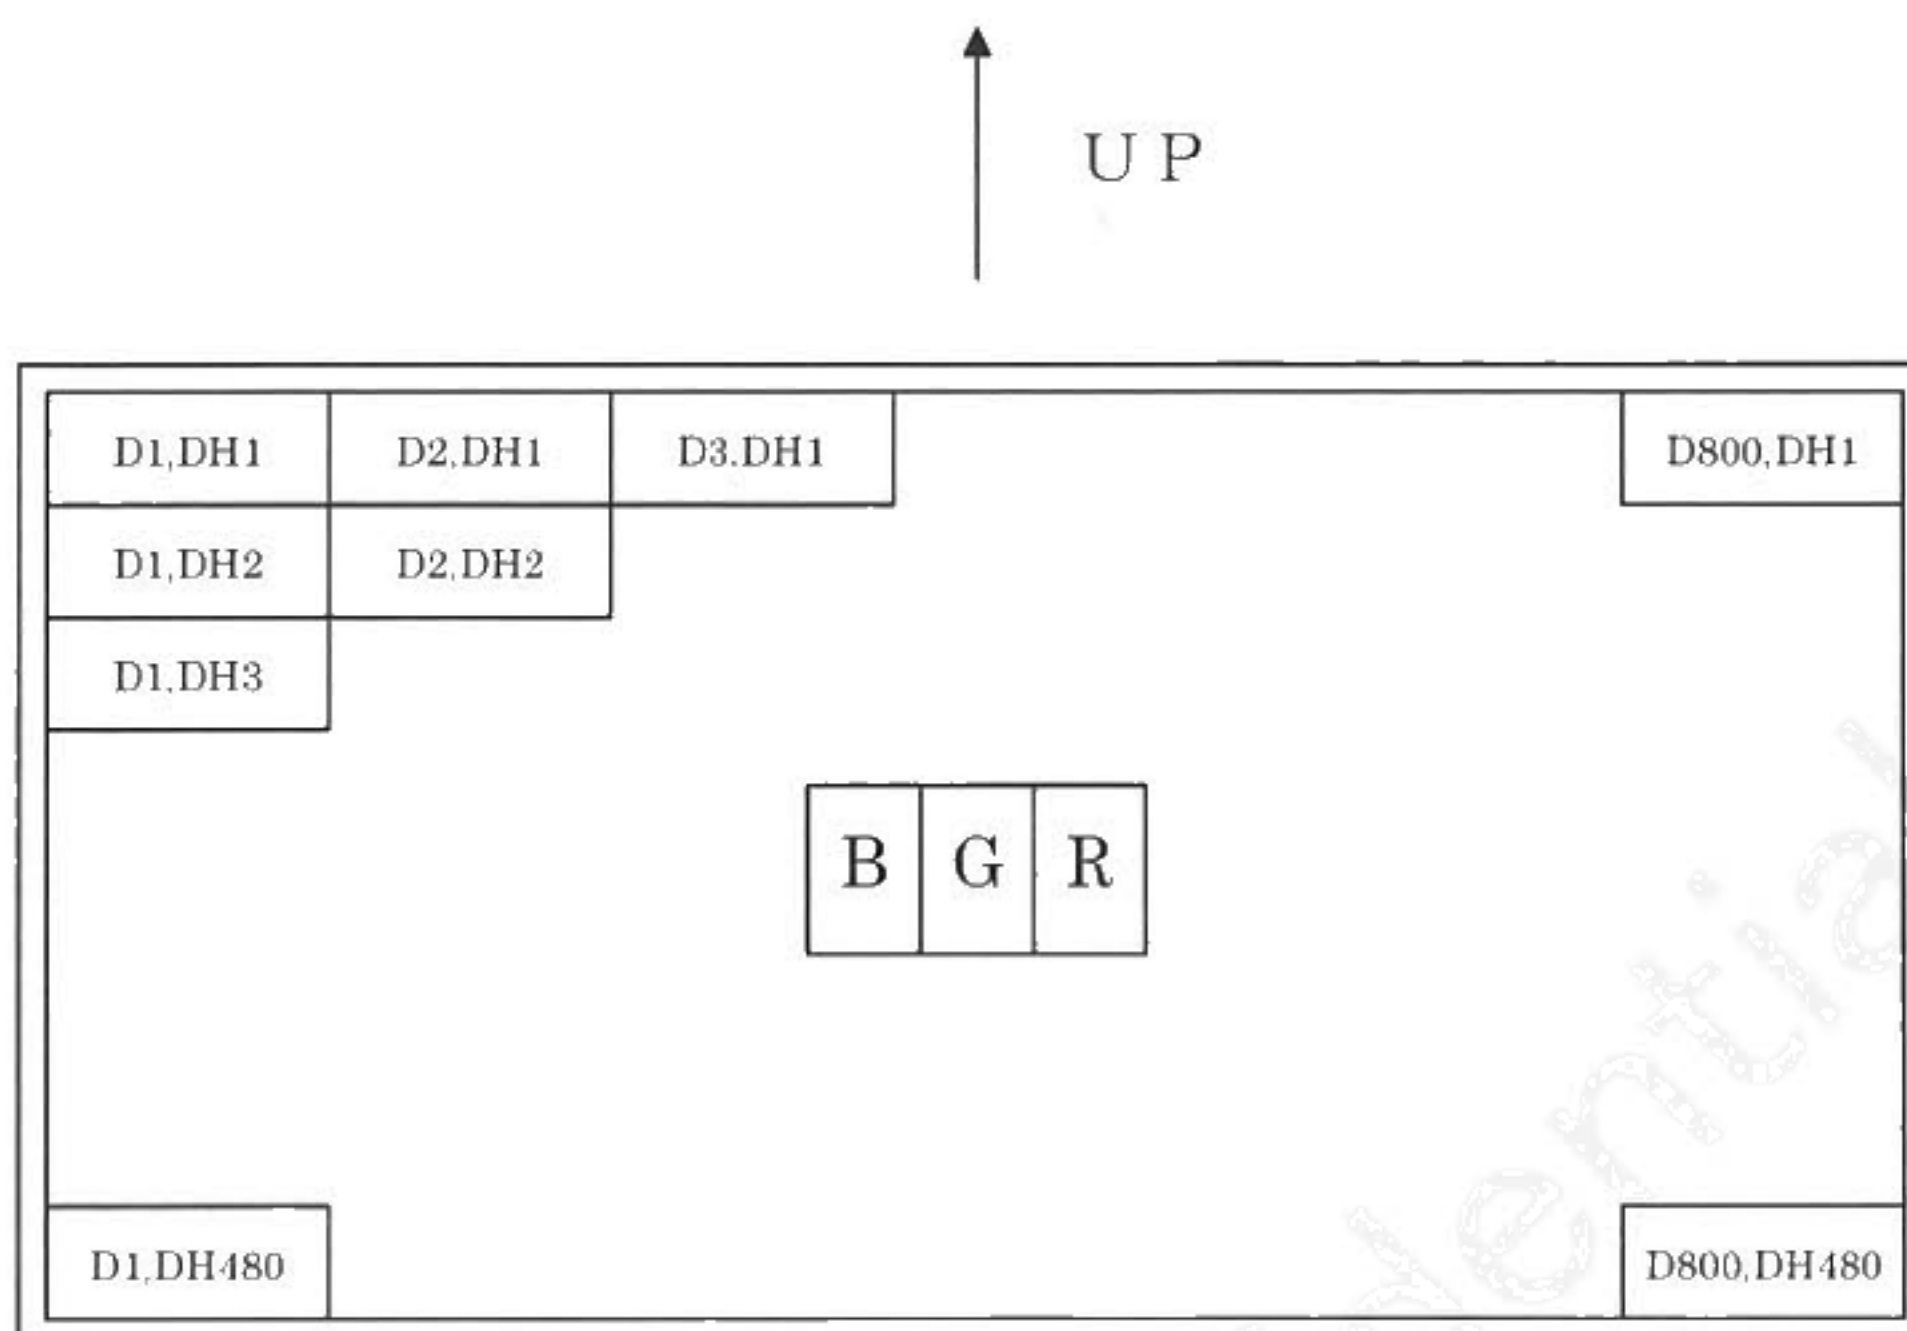 UP
D1,DH1 D2,DH1 D3.DH1 D800,DH1
D1,DH2 D2,DH2
D1,DH3
B G R
D1,DH480 D800,DH480